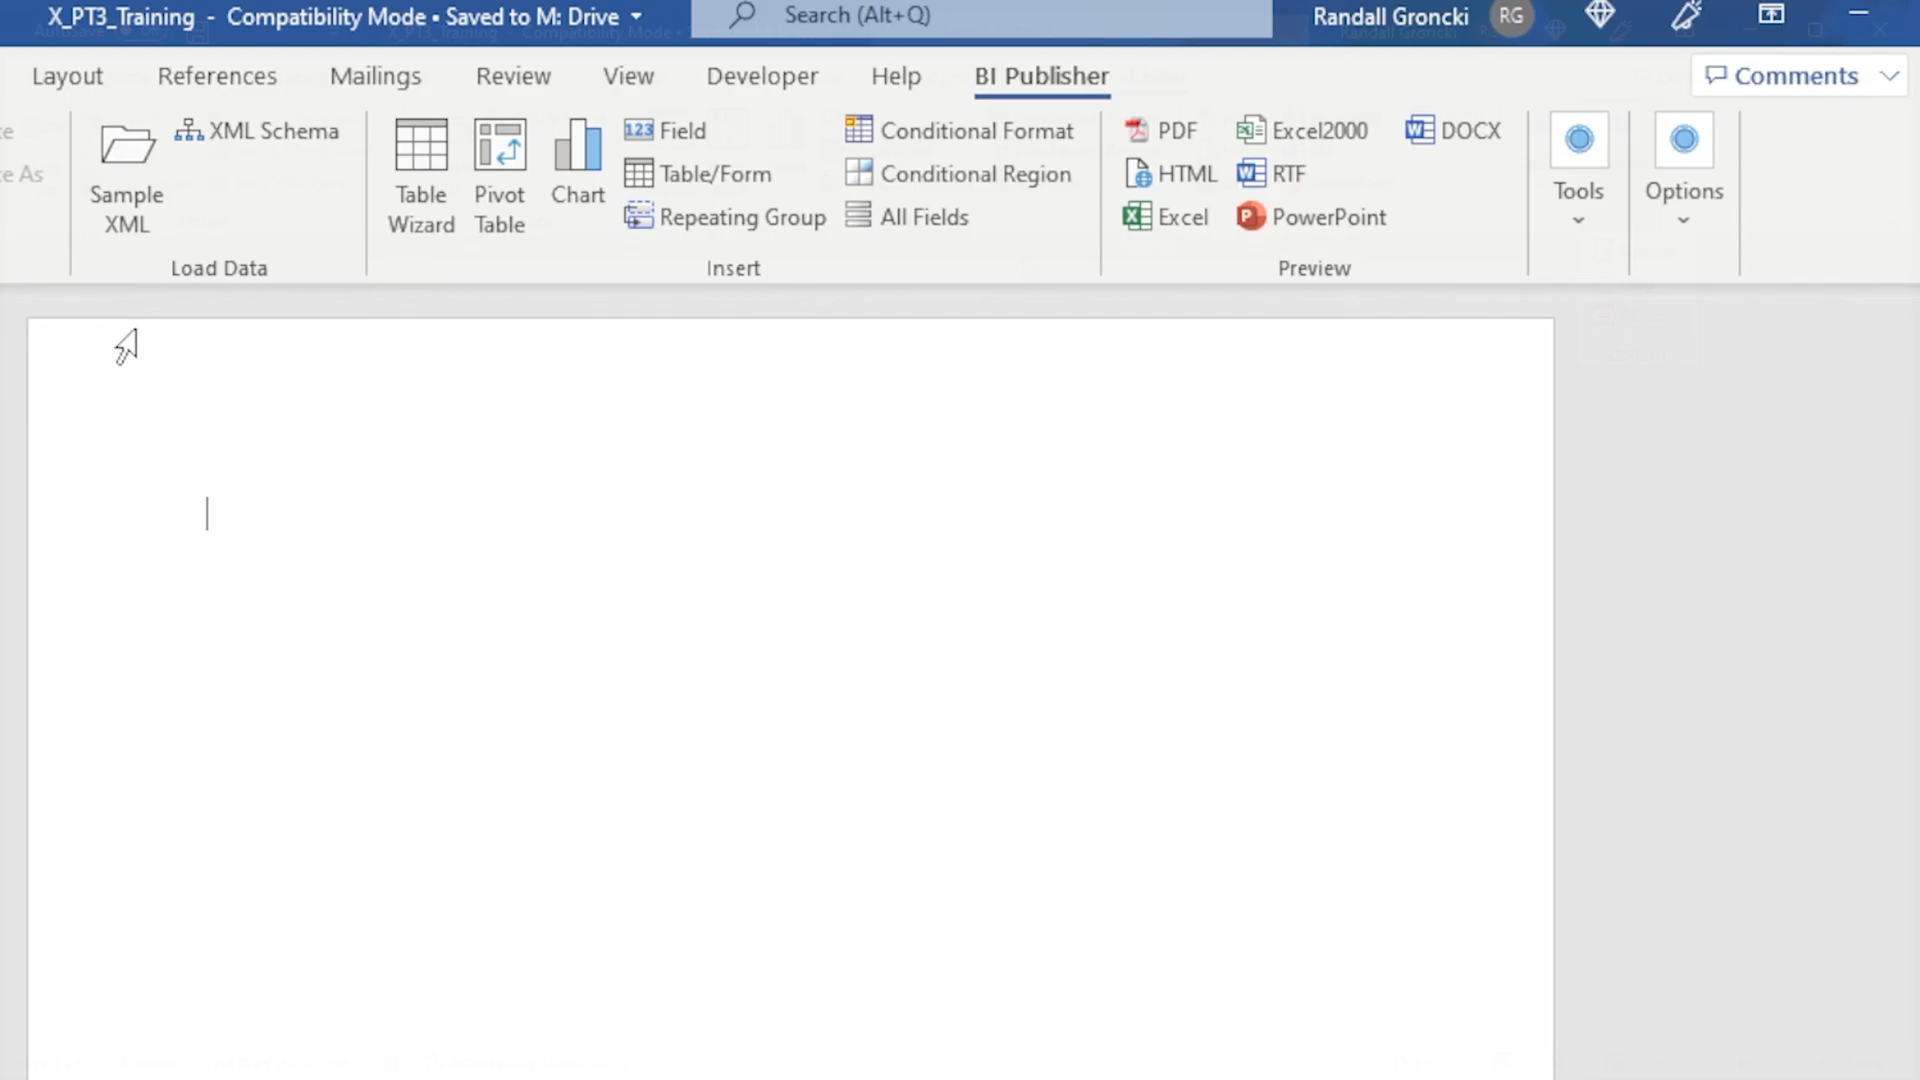 X_PT3_Training - Compatibility Mode • Saved to M: Drive
Search (Alt+Q)
Randall Groncki
RG
Layout
References
Mailings
Review
View
Developer
Help
BI Publisher
Comments
e As
Sample
XML
XML Schema
Load Data
Table
Wizard
Pivot
Table
Chart
123 Field
Table/Form
Repeating Group
Conditional Format
Conditional Region
All Fields
Insert
PDF
HTML
Excel
Excel2000
RTF
PowerPoint
DOCX
Preview
Tools
Options